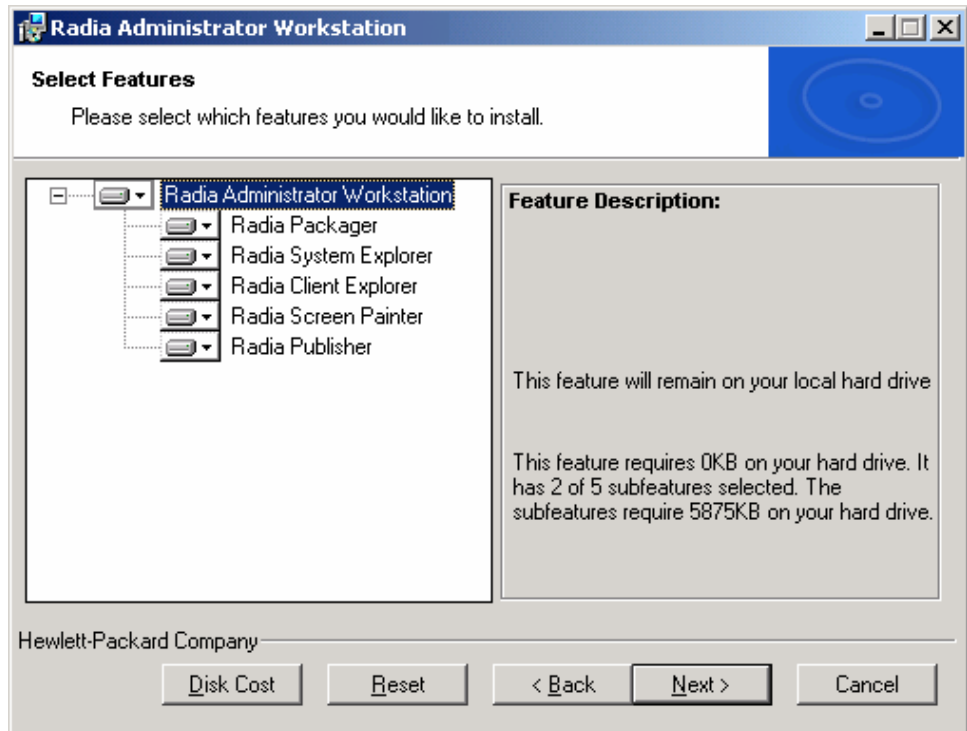 Radia Administrator Workstation
Select Features
Please select which features you would like to install.
Radia Administrator Workstation
Radia Packager
Radia System Explorer
Radia Client Explorer
Radia Screen Painter
Radia Publisher
Feature Description:
This feature will remain on your local hard drive
This feature requires 0KB on your hard drive. It
has 2 of 5 subfeatures selected. The
subfeatures require 5875KB on your hard drive.
Hewlett-Packard Company
Disk Cost
Reset
< Back
Next >
Cancel